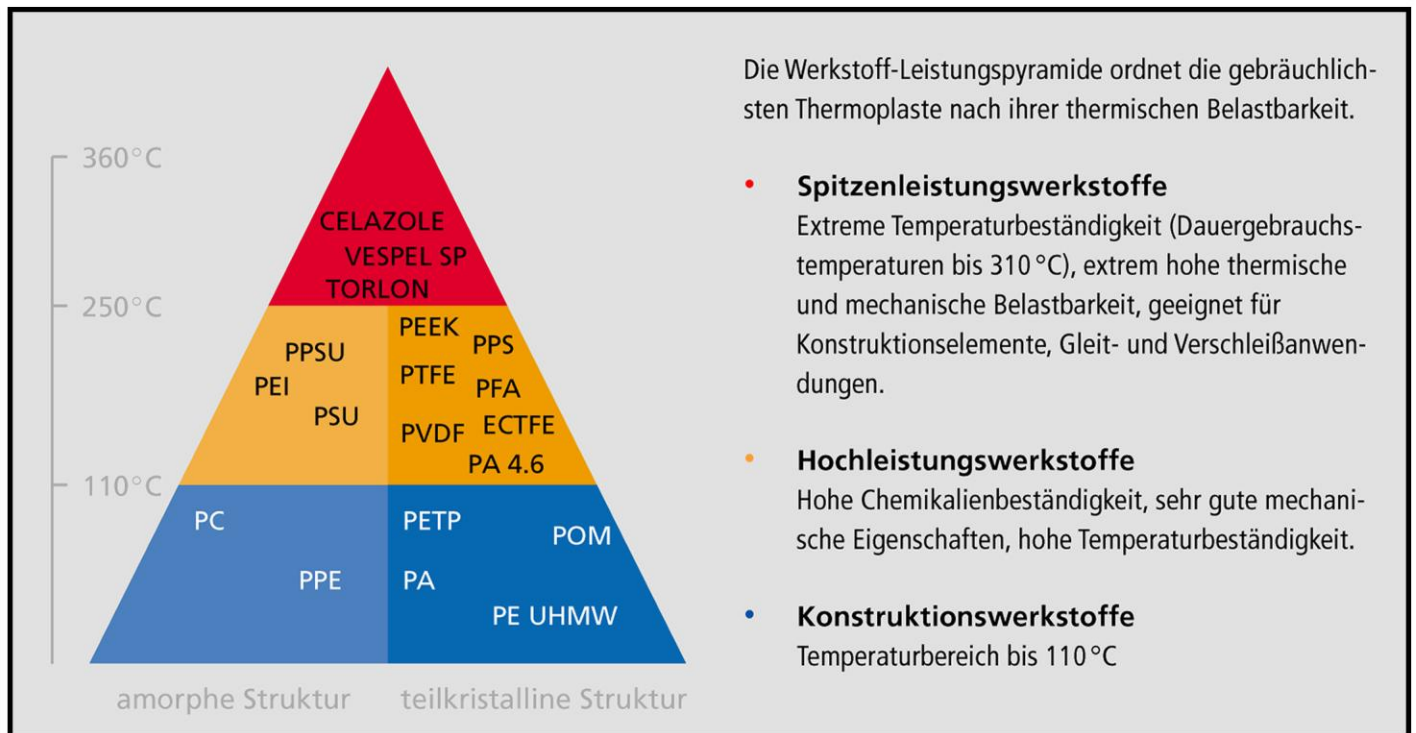 360°C
CELAZOLE
VESPEL SP
TORLON
250°C
PEEK
PPSU
PPS
PTFE
PEI
PFA
PSU
ECTFE
PVDF
PA 4.6
110°C
PC
PETP
POM
PPE
PA
PE UHMW
amorphe Struktur
teilkristalline Struktur
Die Werkstoff-Leistungspyramide ordnet die gebräuchlich-
sten Thermoplaste nach ihrer thermischen Belastbarkeit.
• Spitzenleistungswerkstoffe
Extreme Temperaturbeständigkeit (Dauergebrauchs-
temperaturen bis 310 °C), extrem hohe thermische
und mechanische Belastbarkeit, geeignet für
Konstruktionselemente, Gleit- und Verschleißanwen-
dungen.
• Hochleistungswerkstoffe
Hohe Chemikalienbeständigkeit, sehr gute mechani-
sche Eigenschaften, hohe Temperaturbeständigkeit.
• Konstruktionswerkstoffe
Temperaturbereich bis 110 °C